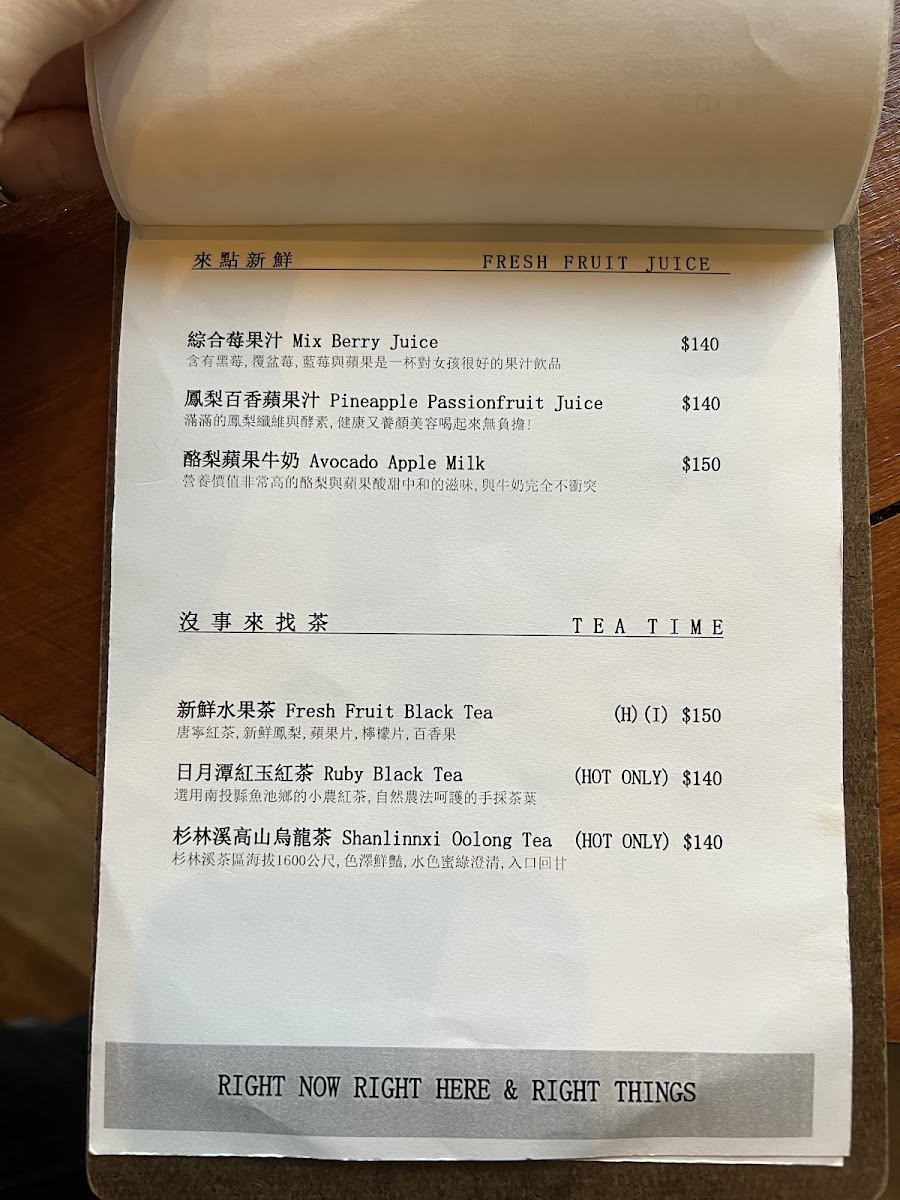 來點新鮮 FRESH FRUIT JUICE
綜合莓果汁 Mix Berry Juice $140
含有黑莓,覆盆莓,藍莓與蘋果是一杯對女孩很好的果汁飲品
鳳梨百香蘋果汁 Pineapple Passionfruit Juice $140
滿滿的鳳梨纖維與酵素,健康又養顏美容喝起來無負擔!
酪梨蘋果牛奶 Avocado Apple Milk $150
營養價值非常高的酪梨與蘋果酸甜中和的滋味,與牛奶完全不衝突
沒事來找茶 TEA TIME
新鮮水果茶 Fresh Fruit Black Tea (H)(I) $150
唐寧紅茶,新鮮鳳梨,蘋果片,檸檬片,百香果
日月潭紅玉紅茶 Ruby Black Tea (HOT ONLY) $140
選用南投縣魚池鄉的小農紅茶,自然農法呵護的手採茶葉
杉林溪高山烏龍茶 Shanlinnxi Oolong Tea (HOT ONLY) $140
杉林溪茶區海拔1600公尺,色澤鮮豔,水色蜜綠澄清,入口回甘
RIGHT NOW RIGHT HERE & RIGHT THINGS